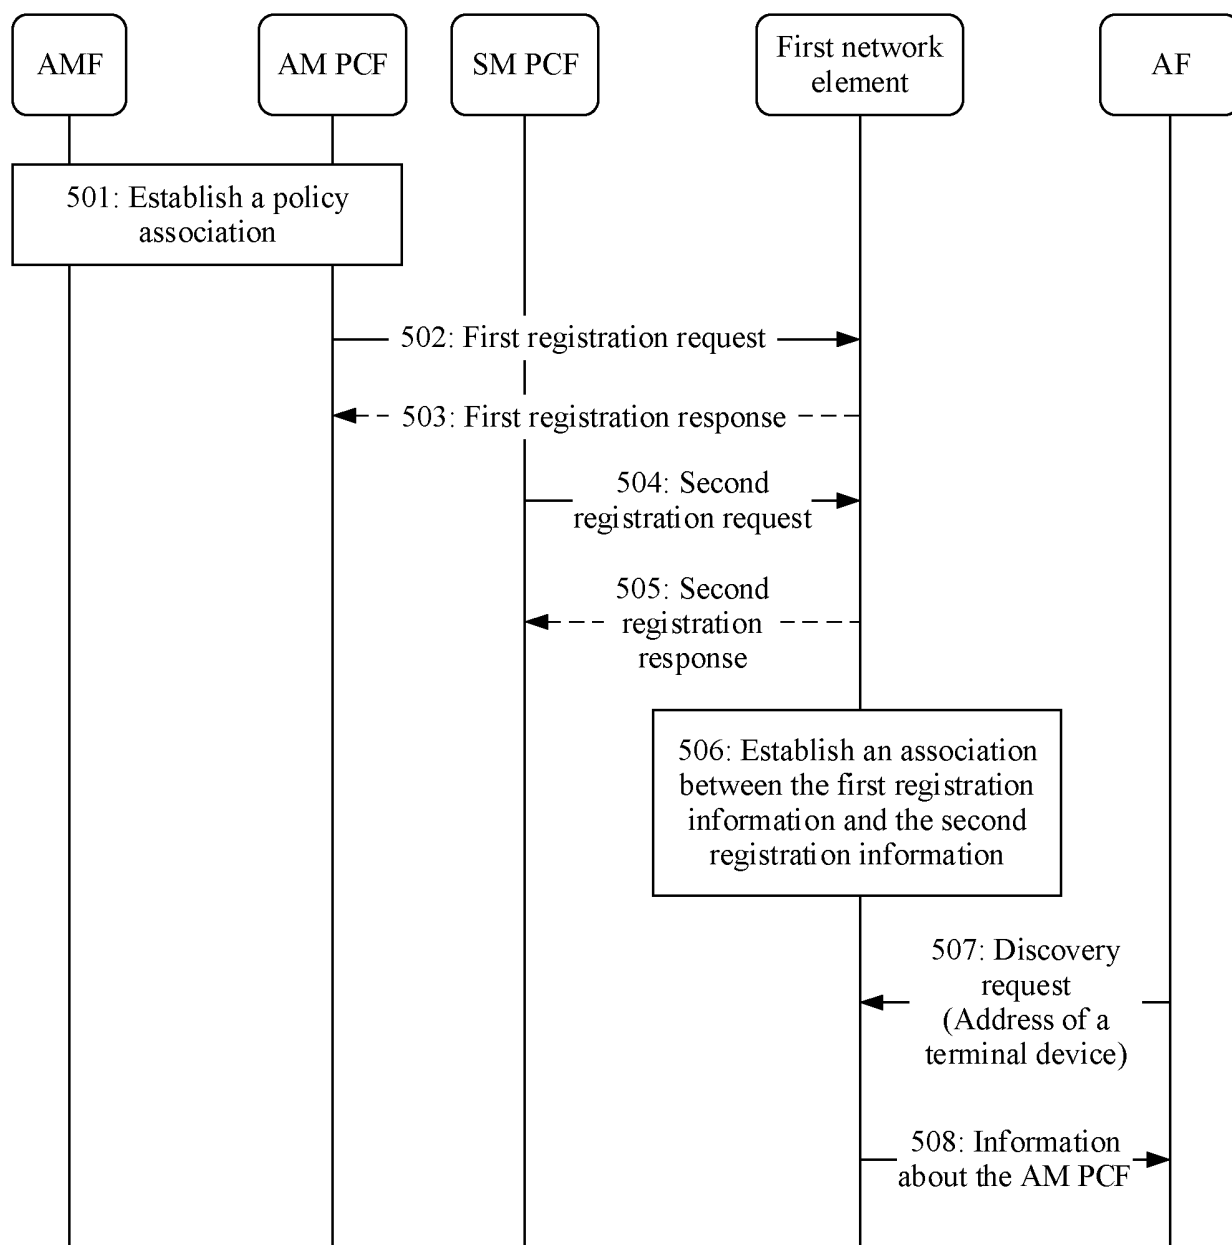 AMF
AM PCF
SM PCF
First network
element
AF
501: Establish a policy
association
502: First registration request
503: First registration response
504: Second
registration request
505: Second
registration
response
506: Establish an association
between the first registration
information and the second
registration information
507: Discovery
request
(Address of a
terminal device)
508: Information
about the AM PCF